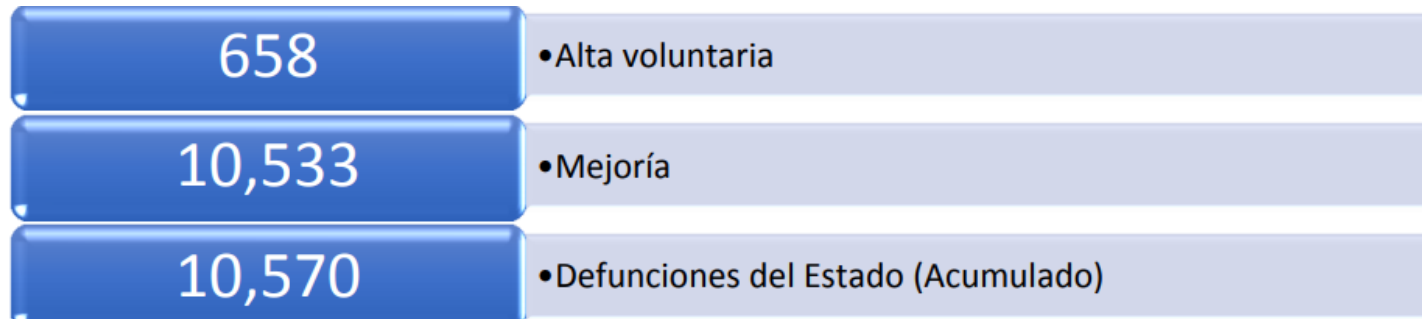 658 •Alta voluntaria
10,533 •Mejoría
10,570 •Defunciones del Estado (Acumulado)